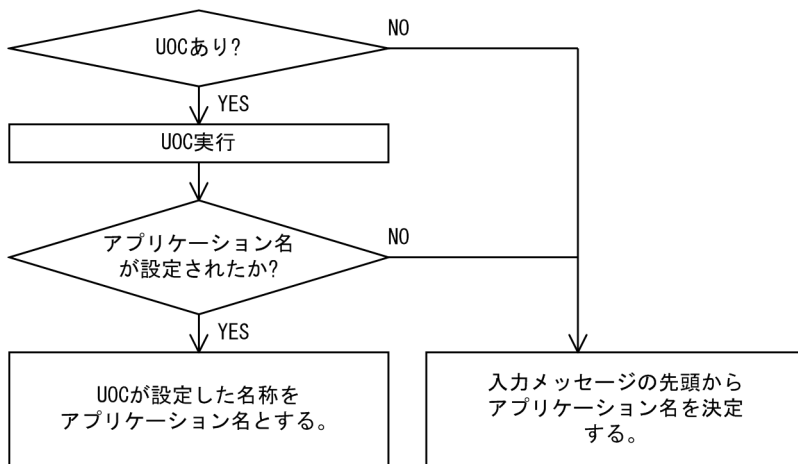 UOCあり?
NO
YES
UOC実行
アプリケーション名
が設定されたか?
NO
YES
UOCが設定した名称を
アプリケーション名とする。
入力メッセージの先頭から
アプリケーション名を決定
する。